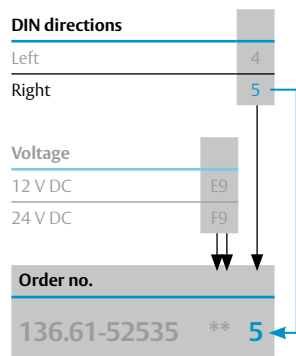 DIN directions
Left 4
Right 5
Voltage
12 V DC E9
24 V DC F9
Order no.
136.61-52535 ** 5